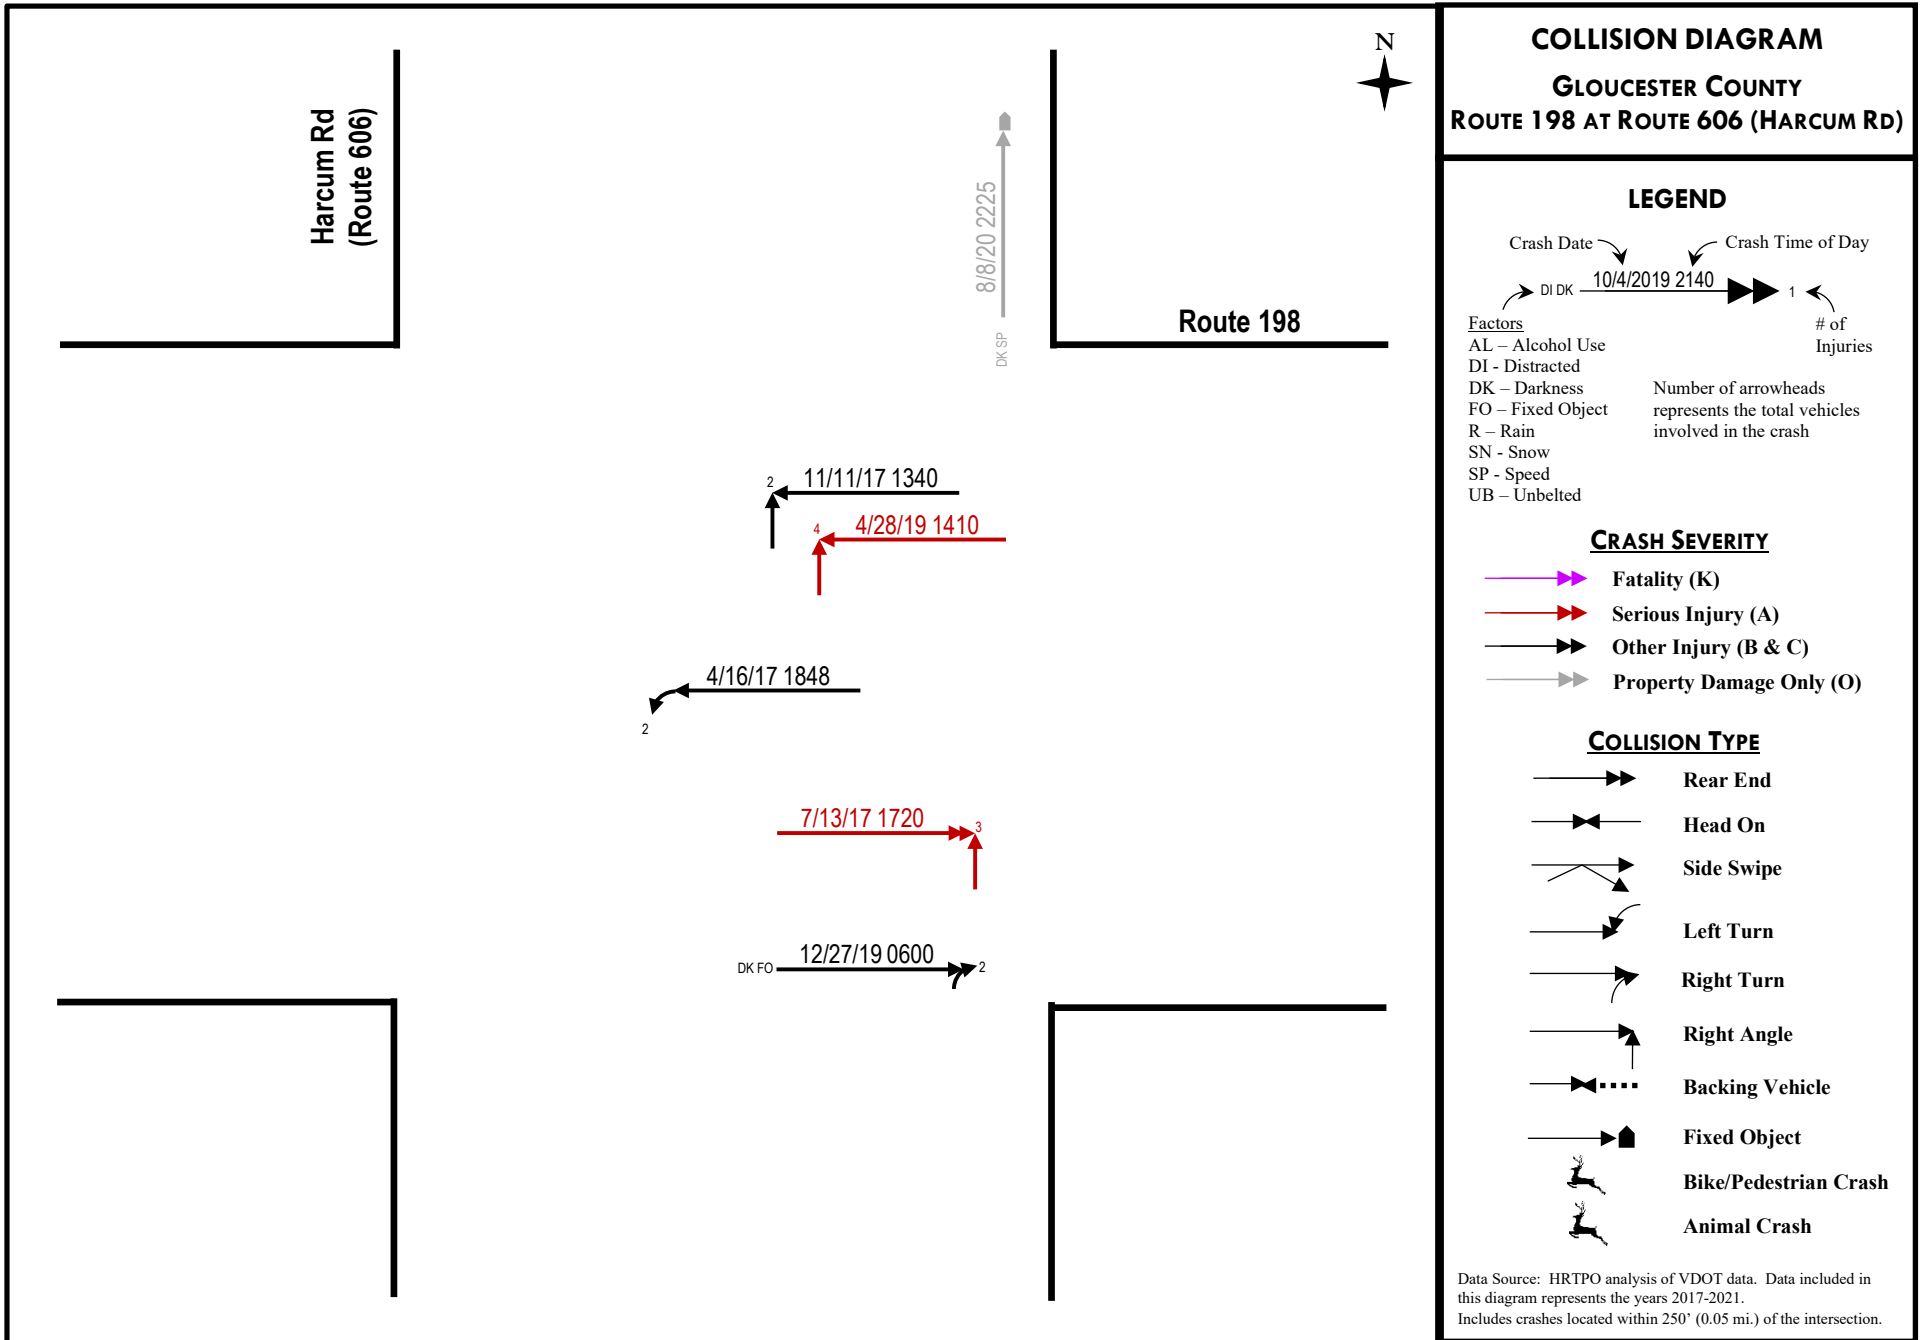 Harcum Rd
(Route 606)
N
8/8/20 2225
DK SP
Route 198
2
11/11/17 1340
4
4/28/19 1410
4/16/17 1848
2
7/13/17 1720
3
DK FO
12/27/19 0600
2
COLLISION DIAGRAM
GLOUCESTER COUNTY
ROUTE 198 AT ROUTE 606 (HARCUM RD)
LEGEND
Crash Date
Crash Time of Day
DI DK
10/4/2019 2140
1
Factors
AL – Alcohol Use
DI - Distracted
DK – Darkness
FO – Fixed Object
R – Rain
SN - Snow
SP - Speed
UB – Unbelted
# of
Injuries
Number of arrowheads
represents the total vehicles
involved in the crash
CRASH SEVERITY
Fatality (K)
Serious Injury (A)
Other Injury (B & C)
Property Damage Only (O)
COLLISION TYPE
Rear End
Head On
Side Swipe
Left Turn
Right Turn
Right Angle
Backing Vehicle
Fixed Object
Bike/Pedestrian Crash
Animal Crash
Data Source: HRTPO analysis of VDOT data. Data included in
this diagram represents the years 2017-2021.
Includes crashes located within 250’ (0.05 mi.) of the intersection.